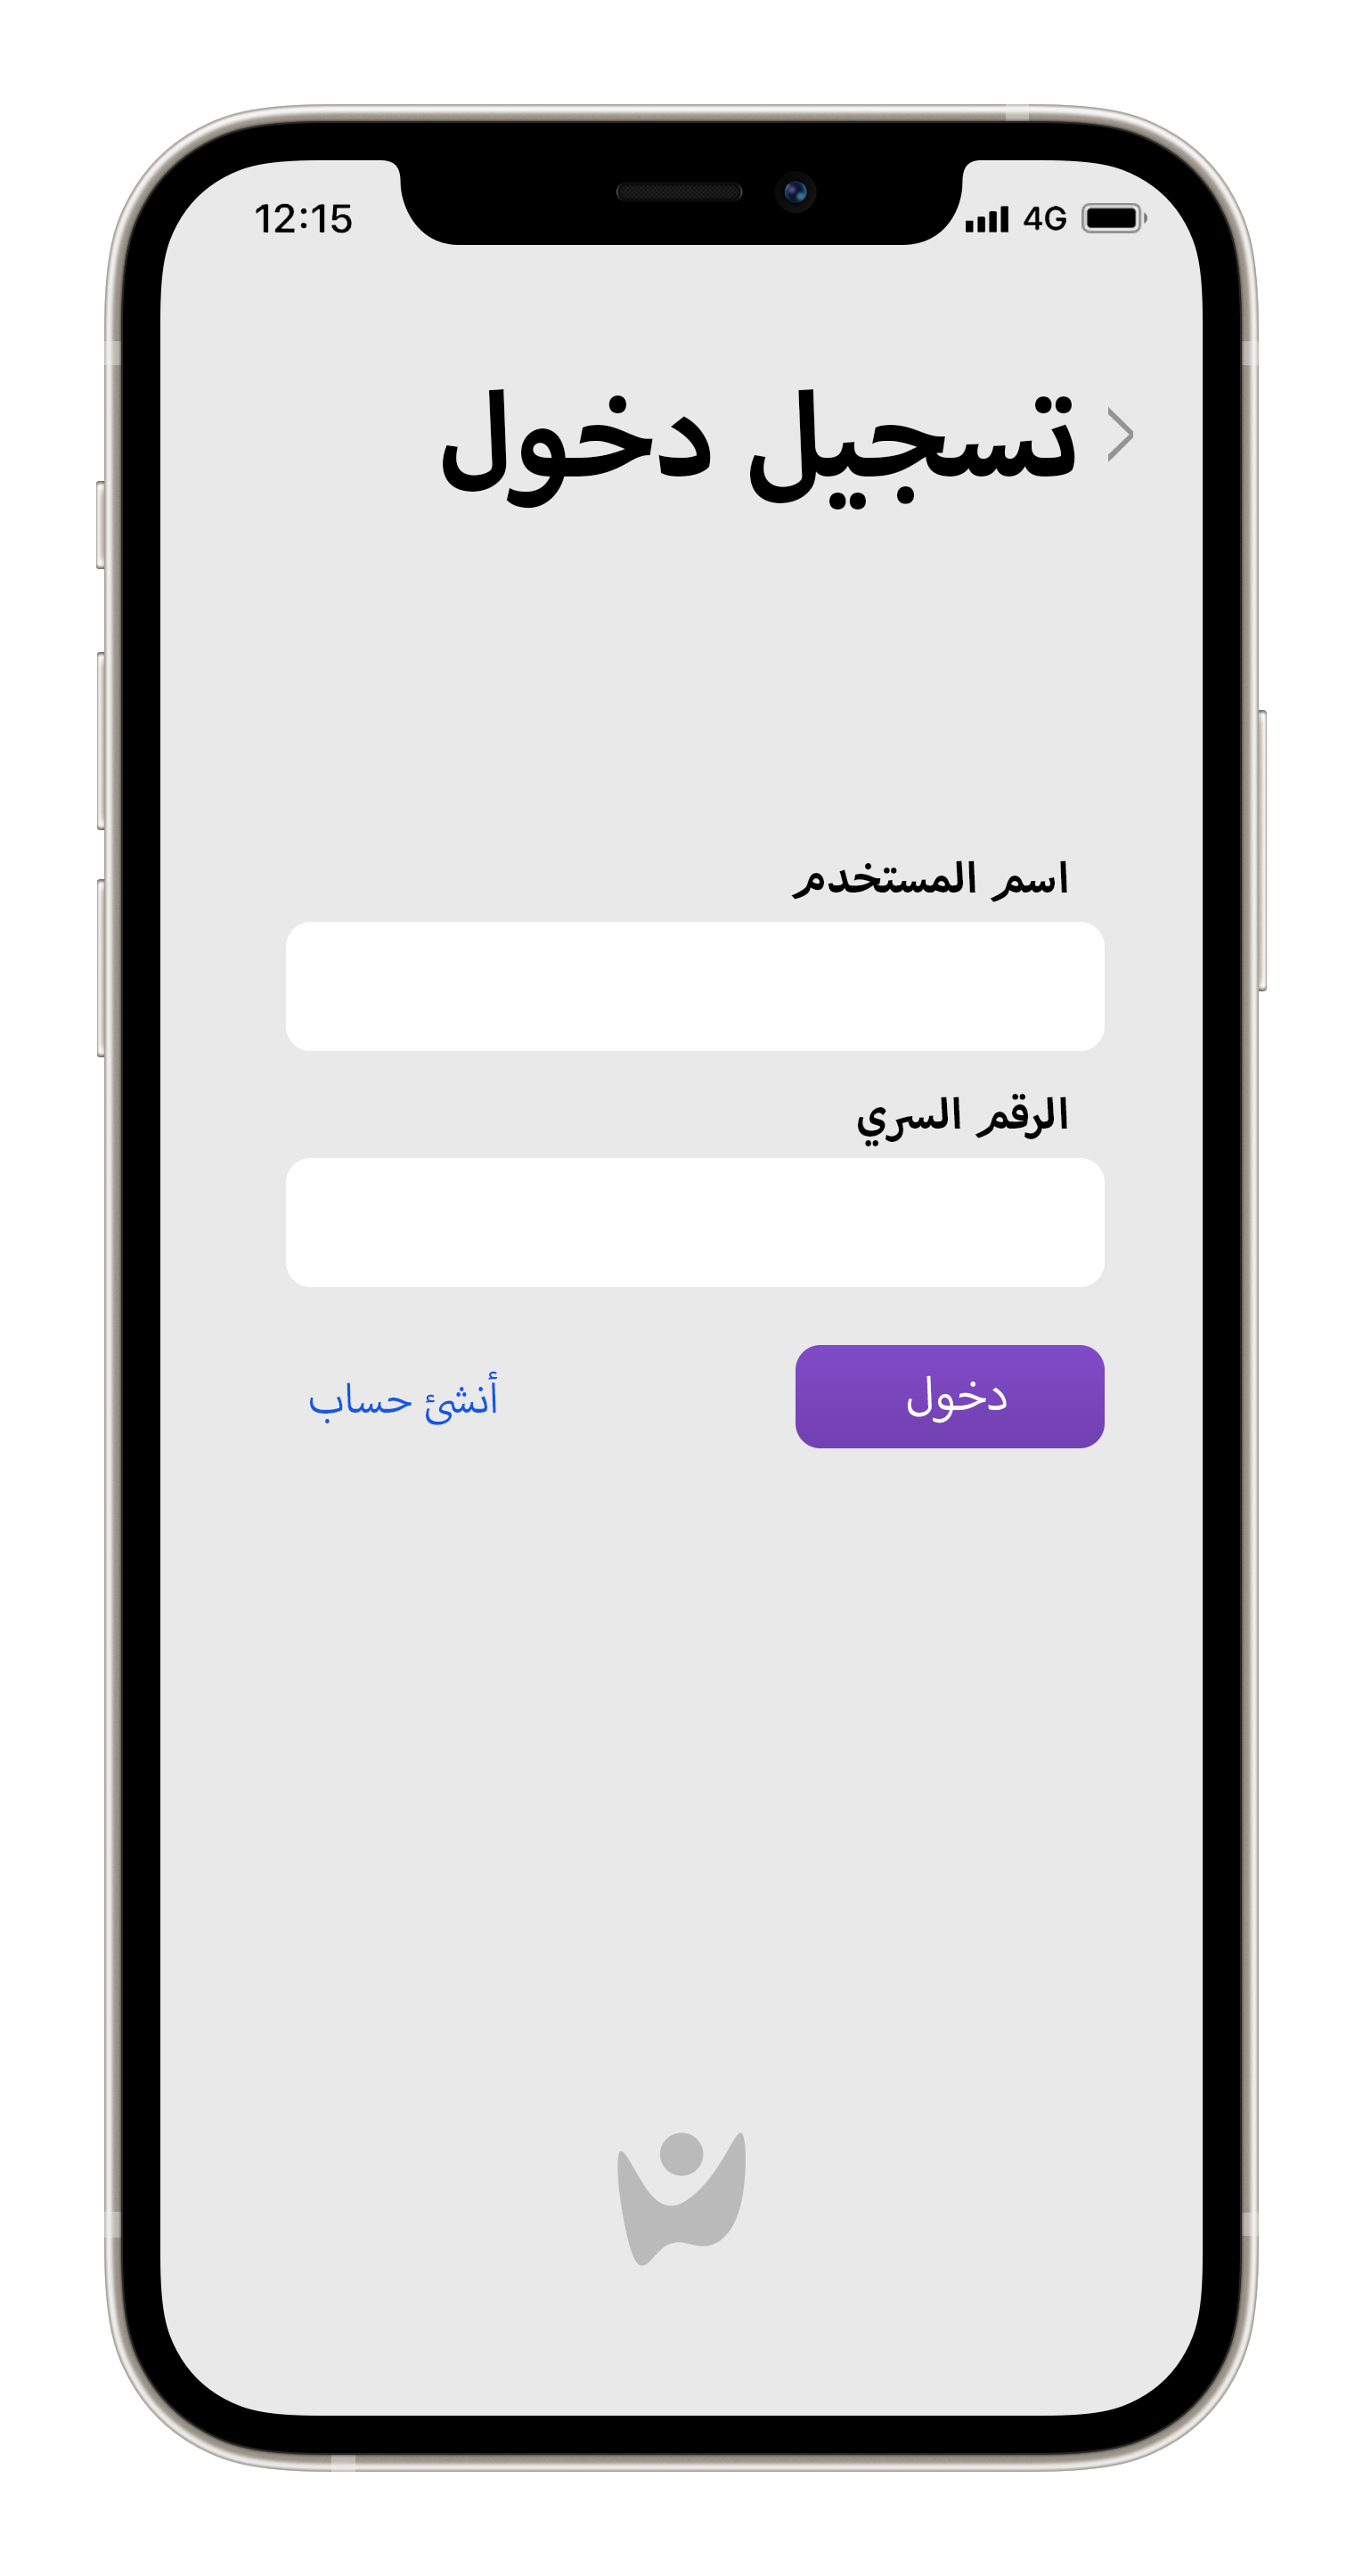 12:15 4G
تسجيل دخول
اسم المستخدم
الرقم السري
دخول
أنشئ حساب